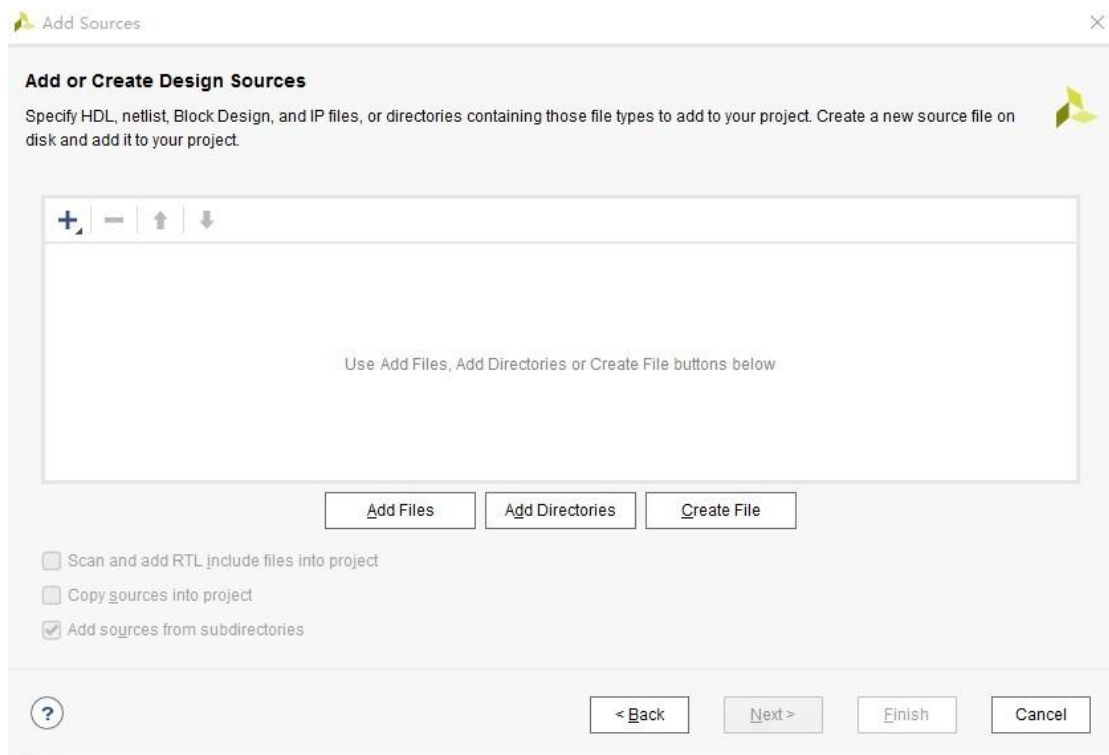 Add Sources
Add or Create Design Sources
Specify HDL, netlist, Block Design, and IP files, or directories containing those file types to add to your project. Create a new source file on
disk and add it to your project.
Use Add Files, Add Directories or Create File buttons below
Add Files
Add Directories
Create File
Scan and add RTL include files into project
Copy sources into project
Add sources from subdirectories
?
< Back
Next >
Finish
Cancel